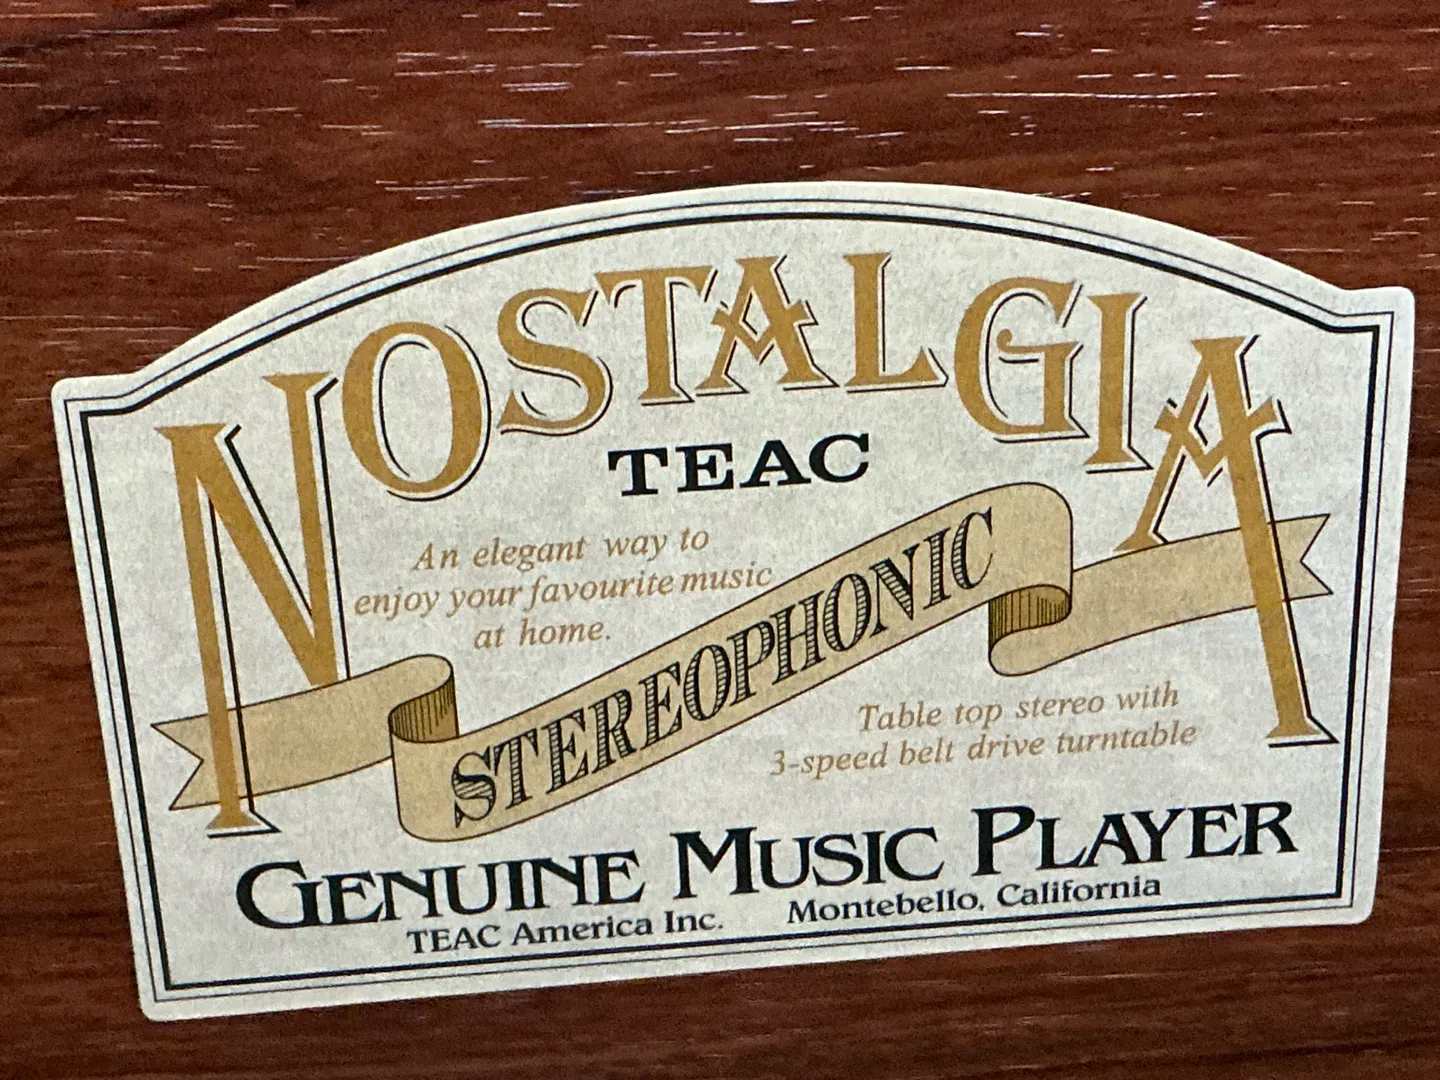 NOSTALGIA
TEAC
An elegant way to
enjoy your favourite music
at home.
STEREOPHONIC
Table top stereo with
3-speed belt drive turntable
GENUINE MUSIC PLAYER
TEAC America Inc. Montebello, California